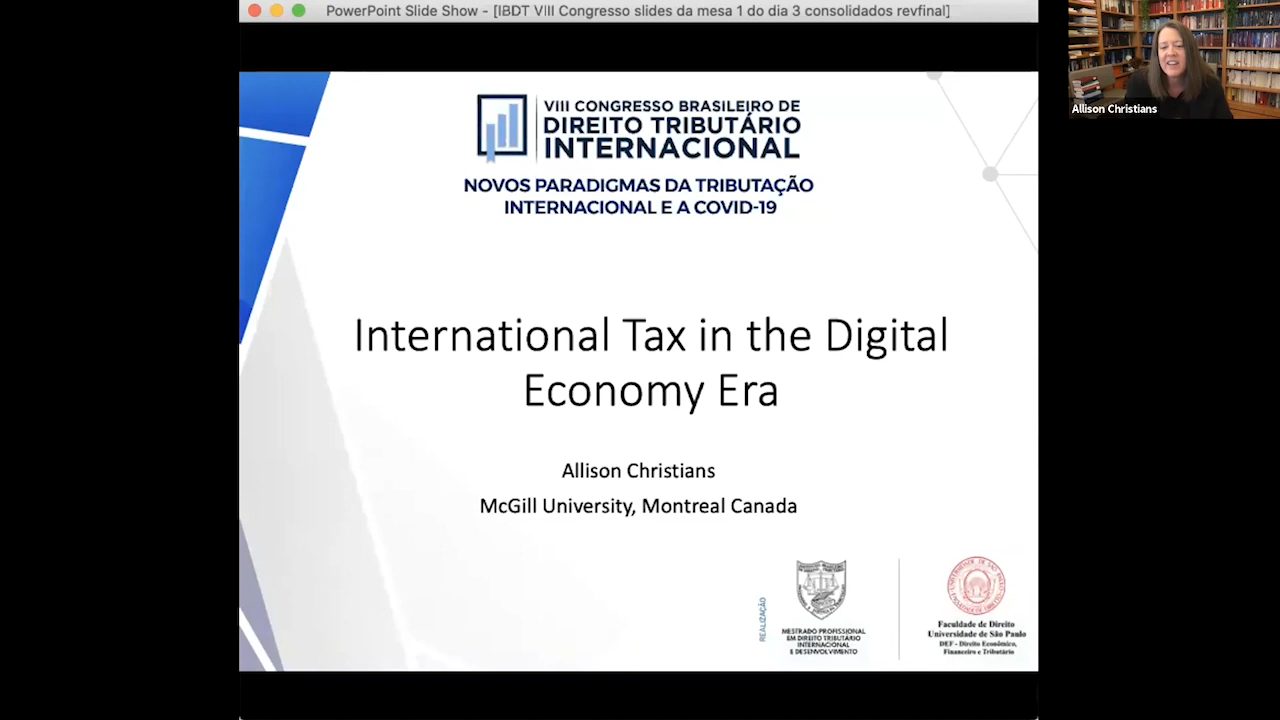 PowerPoint Slide Show - [IBDT VIII Congresso slides da mesa 1 do dia 3 consolidados revfinal]
Allison Christians
VIII CONGRESSO BRASILEIRO DE
DIREITO TRIBUTÁRIO
INTERNACIONAL
NOVOS PARADIGMAS DA TRIBUTAÇÃO
INTERNACIONAL E A COVID-19
International Tax in the Digital
Economy Era
Allison Christians
McGill University, Montreal Canada
REALIZAÇÃO
MESTRADO PROFISSIONAL
EM DIREITO TRIBUTÁRIO
INTERNACIONAL
E DESENVOLVIMENTO
Faculdade de Direito
Universidade de São Paulo
DEF - Direito Econômico,
Financeiro e Tributário